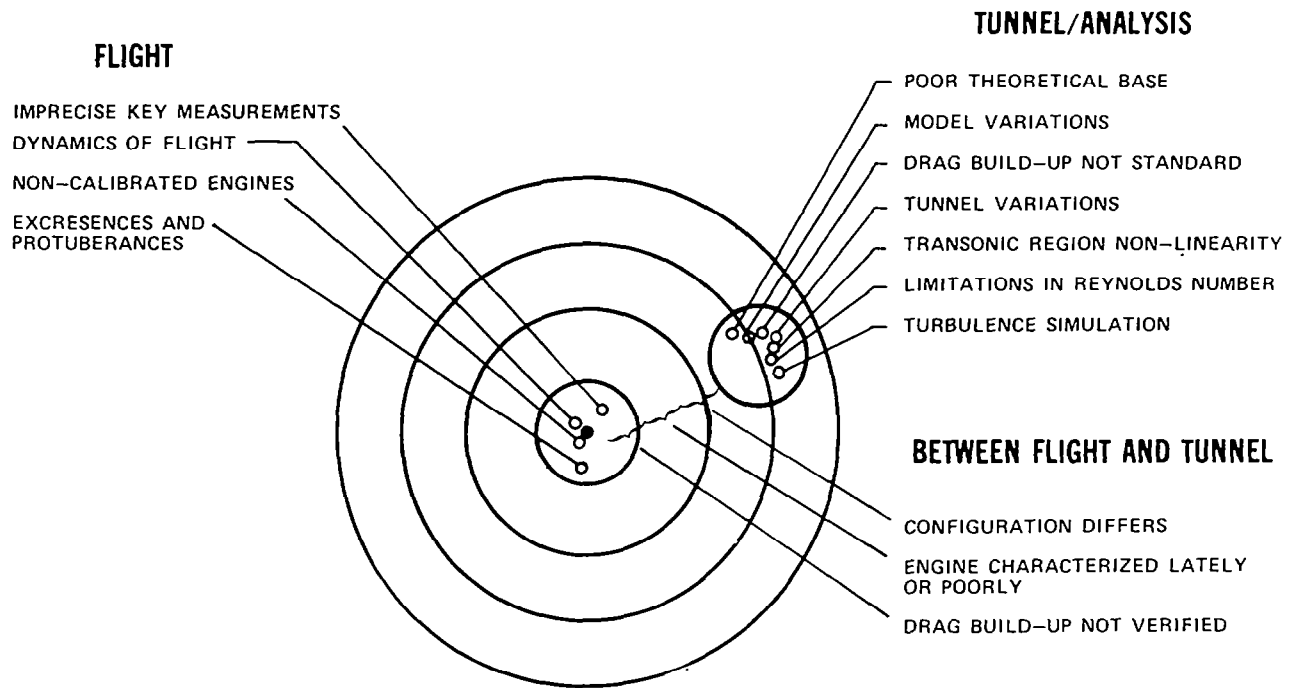 FLIGHT
IMPRECISE KEY MEASUREMENTS
DYNAMICS OF FLIGHT
NON-CALIBRATED ENGINES
EXCRESENCES AND
PROTUBERANCES
TUNNEL/ANALYSIS
POOR THEORETICAL BASE
MODEL VARIATIONS
DRAG BUILD-UP NOT STANDARD
TUNNEL VARIATIONS
TRANSONIC REGION NON-LINEARITY
LIMITATIONS IN REYNOLDS NUMBER
TURBULENCE SIMULATION
BETWEEN FLIGHT AND TUNNEL
CONFIGURATION DIFFERS
ENGINE CHARACTERIZED LATELY
OR POORLY
DRAG BUILD-UP NOT VERIFIED